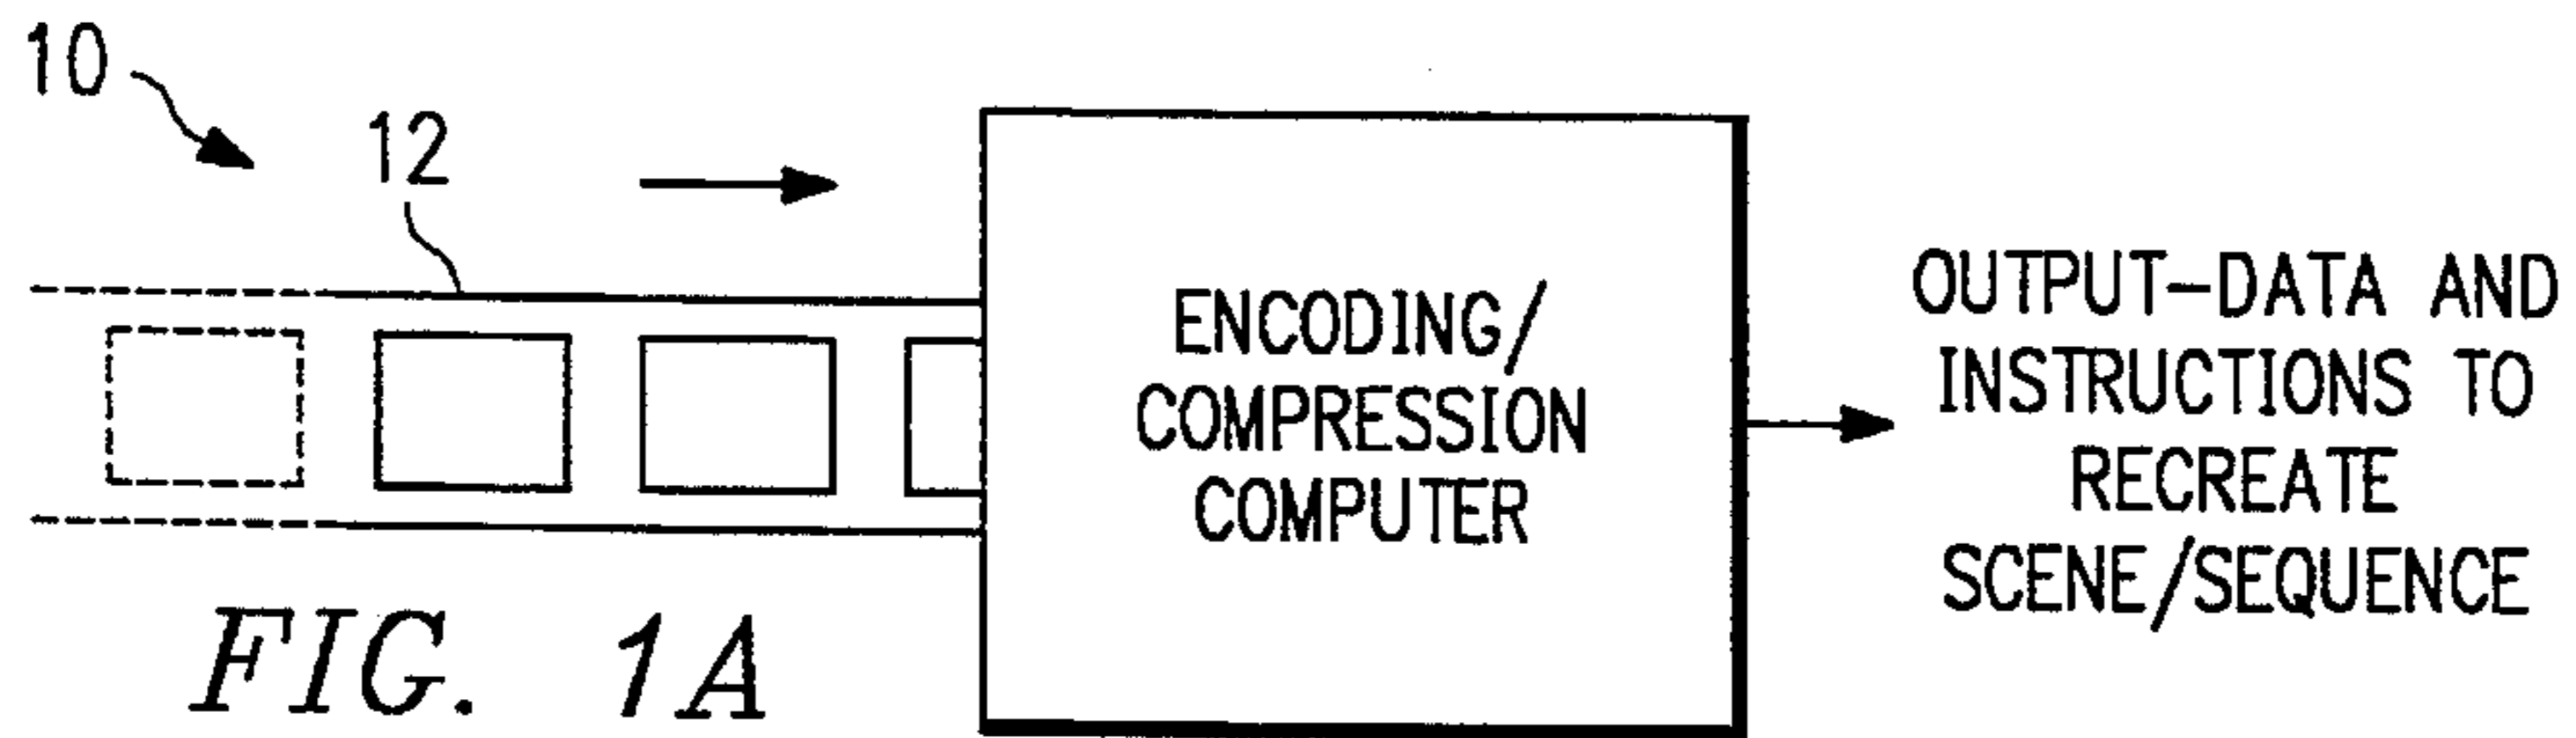 10
12
ENCODING/
COMPRESSION
COMPUTER
OUTPUT-DATA AND
INSTRUCTIONS TO
RECREATE
SCENE/SEQUENCE
FIG. 1A